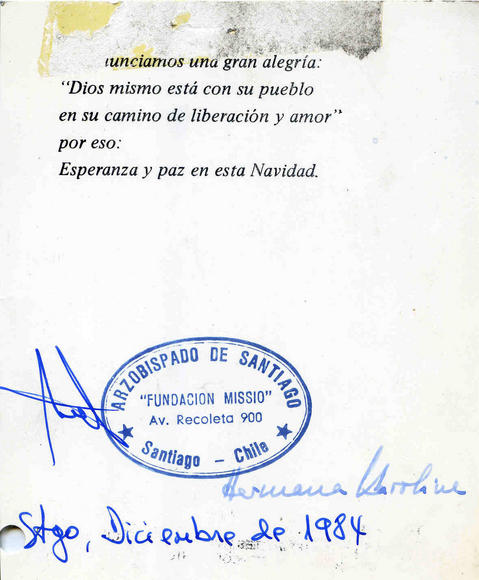 unciamos una gran alegría:
“Dios mismo está con su pueblo
en su camino de liberación y amor”
por eso:
Esperanza y paz en esta Navidad.
ARZOBISPADO DE SANTIAGO
"FUNDACION MISSIO"
Av. Recoleta 900
Santiago – Chile
Hermana Karoline
Stgo, Diciembre de 1984